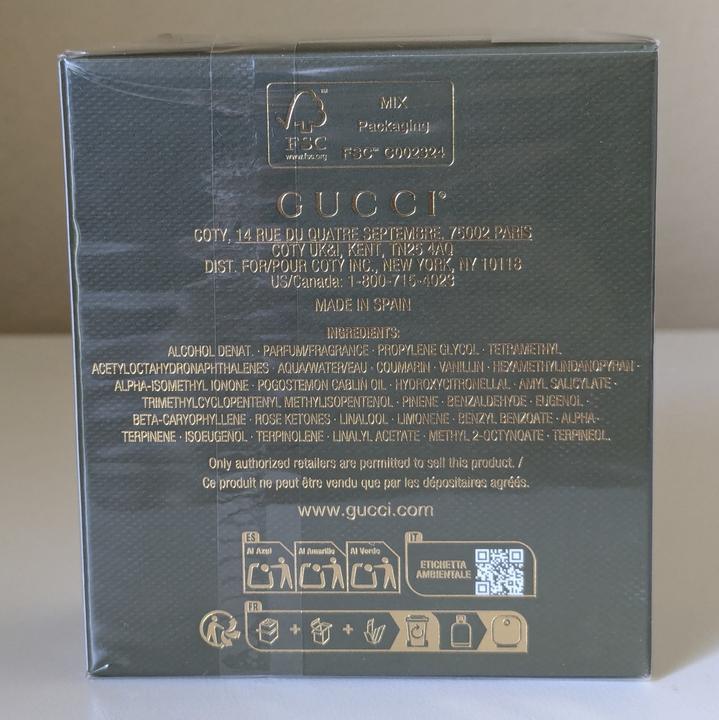 MIX
Packaging
FSC™ C002324
FSC
www.fsc.org
GUCCI
COTY, 14 RUE DU QUATRE SEPTEMBRE, 75002 PARIS
COTY UK&I, KENT, TN25 4AQ
DIST. FOR/POUR COTY INC., NEW YORK, NY 10118
US/Canada: 1-800-715-4023
MADE IN SPAIN
INGREDIENTS:
ALCOHOL DENAT. · PARFUM/FRAGRANCE · PROPYLENE GLYCOL · TETRAMETHYL
ACETYLOCTAHYDRONAPHTHALENES · AQUA/WATER/EAU · COUMARIN · VANILLIN · HEXAMETHYLINDANOPYRAN ·
ALPHA-ISOMETHYL IONONE · POGOSTEMON CABLIN OIL · HYDROXYCITRONELLAL · AMYL SALICYLATE ·
TRIMETHYLCYCLOPENTENYL METHYLISOPENTENOL · PINENE · BENZALDEHYDE · EUGENOL ·
BETA-CARYOPHYLLENE · ROSE KETONES · LINALOOL · LIMONENE · BENZYL BENZOATE · ALPHA-
TERPINENE · ISOEUGENOL · TERPINOLENE · LINALYL ACETATE · METHYL 2-OCTYNOATE · TERPINEOL.
Only authorized retailers are permitted to sell this product. /
Ce produit ne peut être vendu que par les dépositaires agréés.
www.gucci.com
ES
Al Azul
Al Amarillo
Al Verde
IT
ETICHETTA
AMBIENTALE
FR